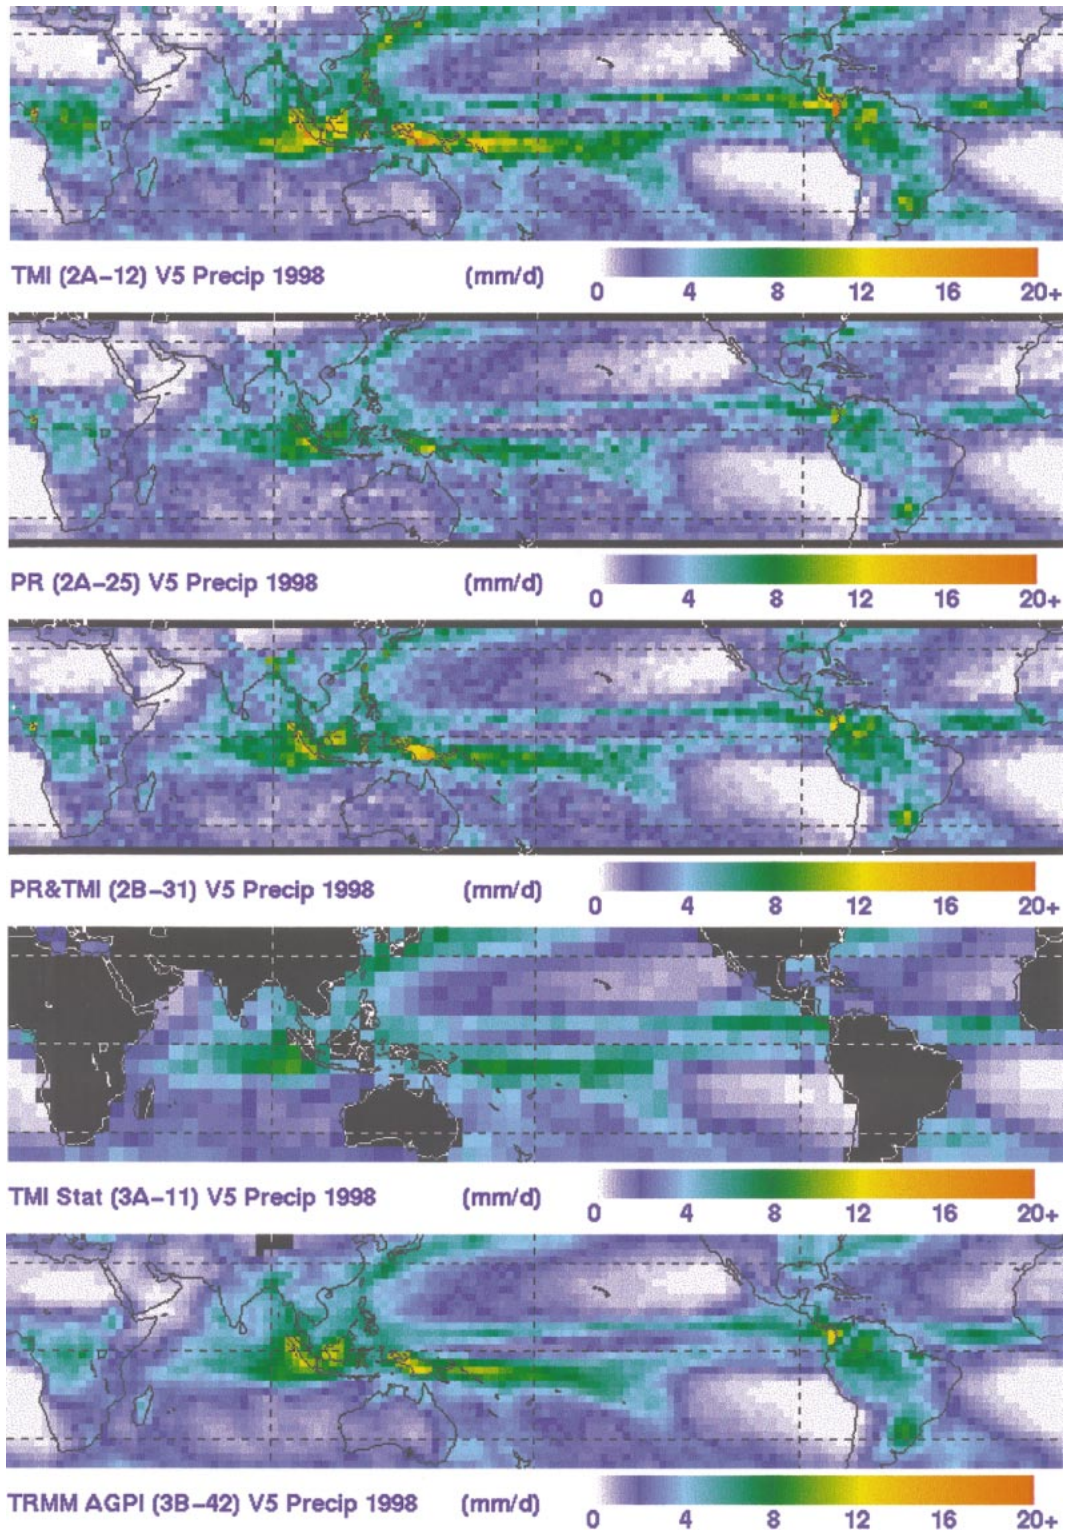 TMI (2A-12) V5 Precip 1998 (mm/d)
0 4 8 12 16 20+
PR (2A-25) V5 Precip 1998 (mm/d)
0 4 8 12 16 20+
PR&TMI (2B-31) V5 Precip 1998 (mm/d)
0 4 8 12 16 20+
TMI Stat (3A-11) V5 Precip 1998 (mm/d)
0 4 8 12 16 20+
TRMM AGPI (3B-42) V5 Precip 1998 (mm/d)
0 4 8 12 16 20+